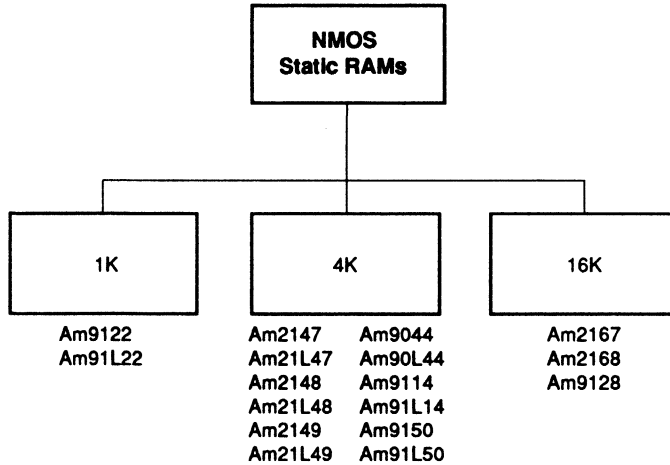 NMOS
Static RAMs
1K
4K
16K
Am9122
Am91L22
Am2147 Am9044
Am21L47 Am90L44
Am2148 Am9114
Am21L48 Am91L14
Am2149 Am9150
Am21L49 Am91L50
Am2167
Am2168
Am9128